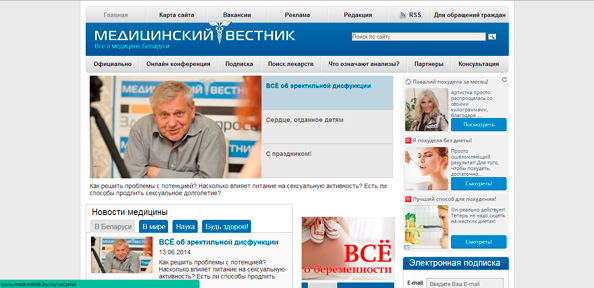 Главная Карта сайта Вакансии Реклама Редакция RSS Для обращений граждан
МЕДИЦИНСКИЙ ВЕСТНИК
Всё о медицине Беларуси
Поиск по сайту
Официально Онлайн конференция Подписка Поиск лекарств Что означают анализы? Партнеры Консультация
ВСЁ об эректильной дисфункции
Сердце, отданное детям
С праздником!
Как решить проблемы с потенцией? Насколько влияет питание на сексуальную активность? Есть ли
способы продлить сексуальное долголетие?
Повалий похудела за месяц!
Артистка просто
распрощалась со
своими
килограммами,
благодаря
Посмотреть
Я похудела без диеты!
Просто
ошеломляющий
результат! Для
того, чтобы
похудеть,
достаточно...
Смотреть!
Лучший способ для похудения!
Он реально действует!
Теперь не надо сидеть
на жестких диетах!
Смотреть!
Новости медицины
В Беларуси В мире Наука Будь здоров!
ВСЁ об эректильной дисфункции
13.06.2014
Как решить проблемы с потенцией?
Насколько влияет питание на сексуальную
активность? Есть ли способы продлить
ВСЁ
о беременности
Электронная подписка
E-mail Введите Ваш E-mail
www.medvestnik.by/ru/vacansii